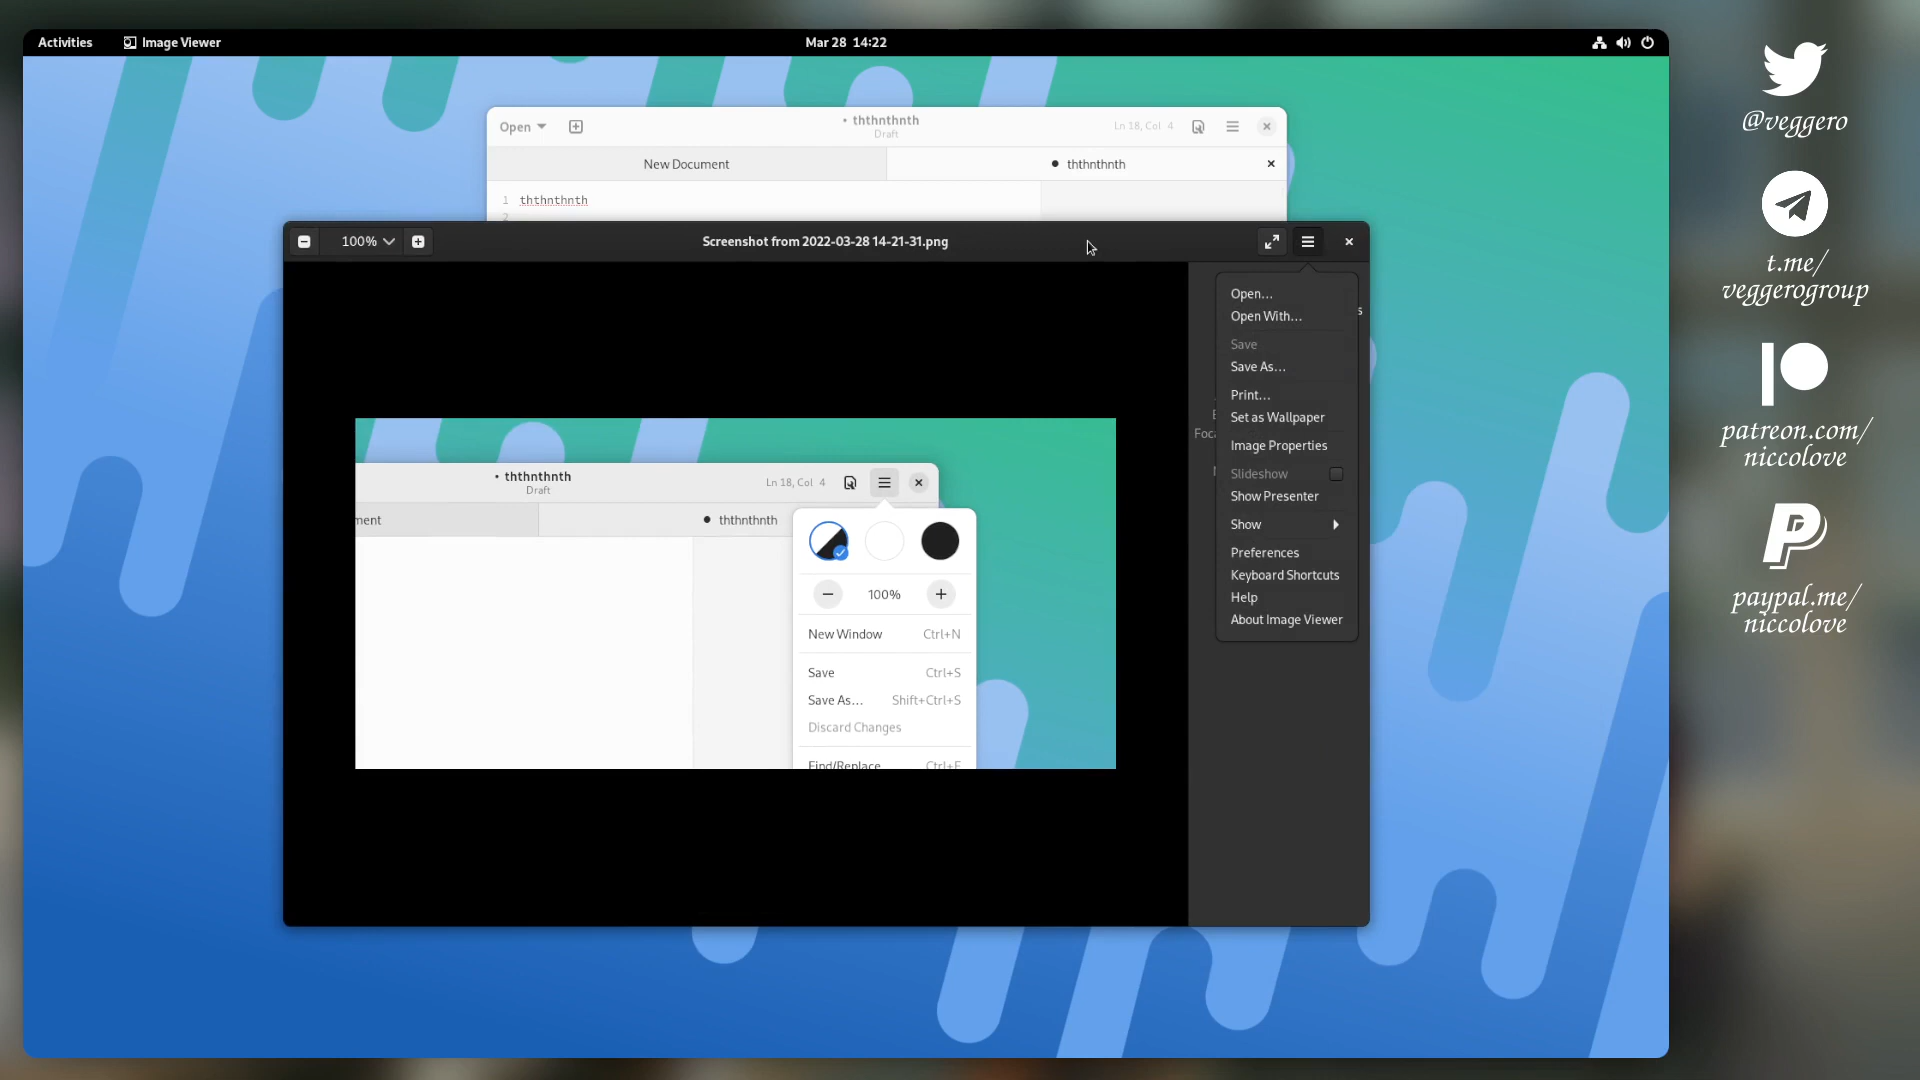 Activities
Image Viewer
Mar 28 14:22
Open
• ththnthnth
Draft
Ln 18, Col 4
New Document
ththnthnth
1 ththnthnth
2
100%
Screenshot from 2022-03-28 14-21-31.png
Open...
Open With...
Save
Save As...
Print...
Set as Wallpaper
Image Properties
Slideshow
Show Presenter
Show
Preferences
Keyboard Shortcuts
Help
About Image Viewer
• ththnthnth
Draft
Ln 18, Col 4
ththnthnth
100%
New Window Ctrl+N
Save Ctrl+S
Save As... Shift+Ctrl+S
Discard Changes
Find/Replace Ctrl+F
@veggero
t.me/
veggerogroup
patreon.com/
niccolove
paypal.me/
niccolove